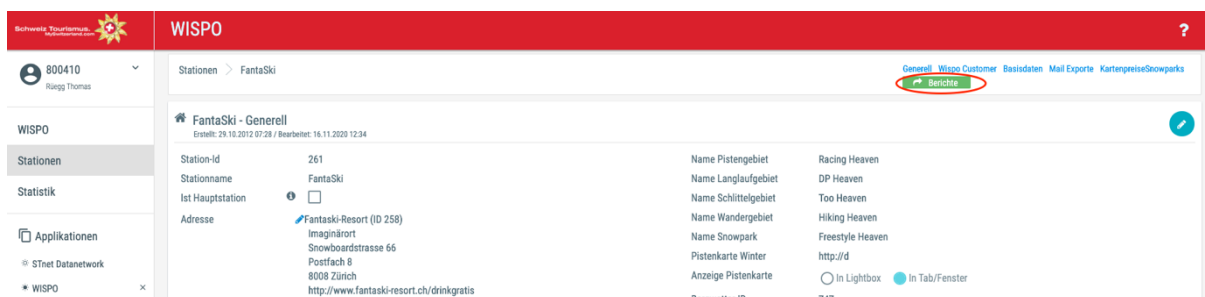 Schweiz Tourismus.
MySwitzerland.com
WISPO
?
800410
Rüegg Thomas
WISPO
Stationen
Statistik
Applikationen
STnet Datanetwork
WISPO ×
Stationen > FantaSki
Generell Wispo Customer Basisdaten Mail Exporte KartenpreiseSnowparks
Berichte
FantaSki - Generell
Erstellt: 29.10.2012 07:28 / Bearbeitet: 16.11.2020 12:34
Station-Id 261
Stationname FantaSki
Ist Hauptstation
Adresse Fantaski-Resort (ID 258)
Imaginärort
Snowboardstrasse 66
Postfach 8
8008 Zürich
http://www.fantaski-resort.ch/drinkgratis
Name Pistengebiet Racing Heaven
Name Langlaufgebiet DP Heaven
Name Schlittelgebiet Too Heaven
Name Wandergebiet Hiking Heaven
Name Snowpark Freestyle Heaven
Pistenkarte Winter http://d
Anzeige Pistenkarte In Lightbox In Tab/Fenster